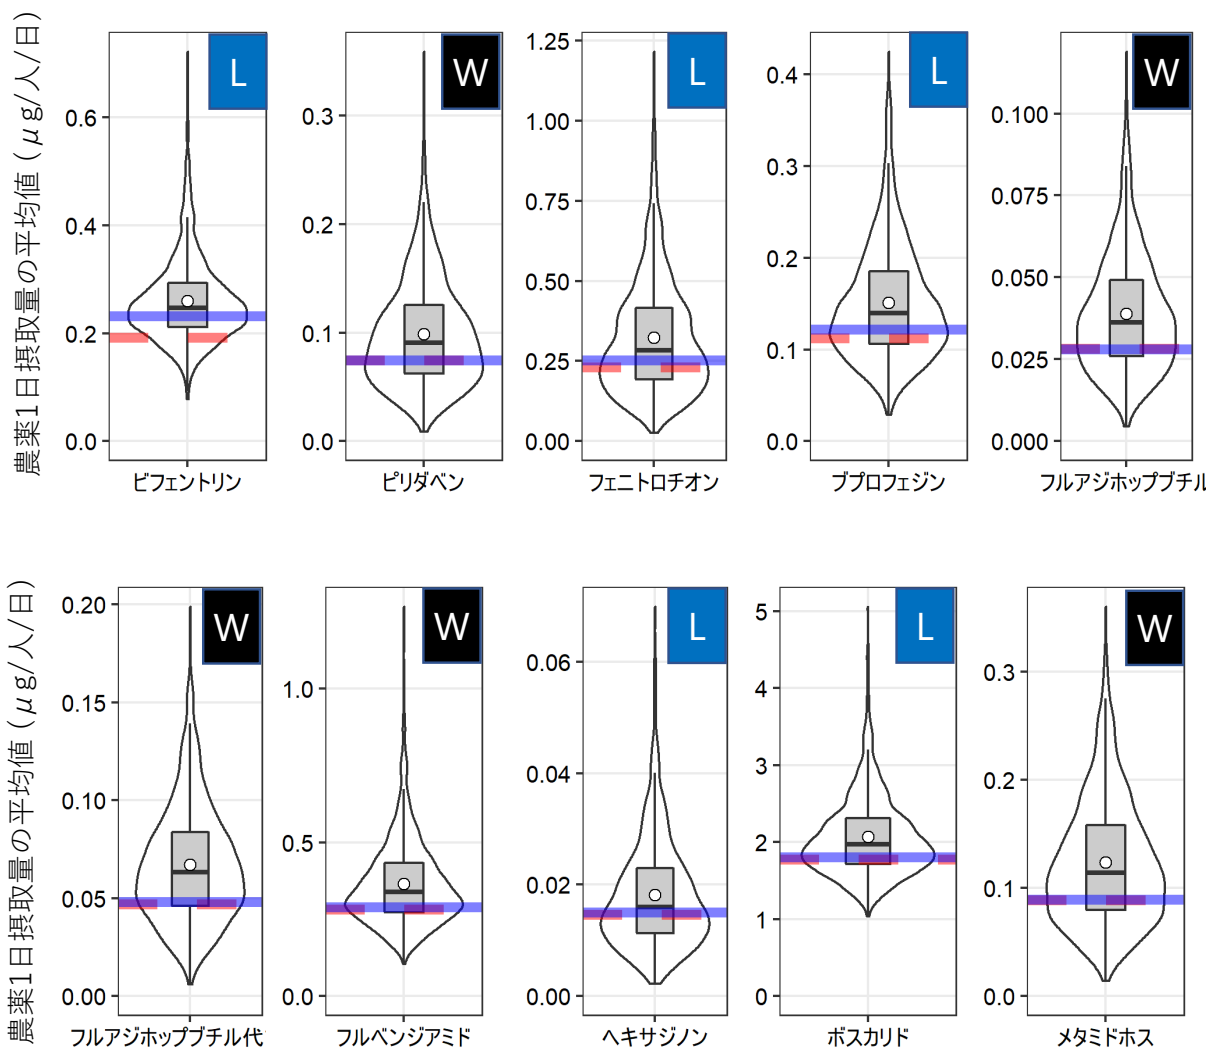 農薬1日摂取量の平均値 (μg/人/日)
L
0.6
0.4
0.2
0.0
ビフェントリン
W
0.3
0.2
0.1
0.0
ピリダベン
L
1.25
1.00
0.75
0.50
0.25
0.00
フェニトロチオン
L
0.4
0.3
0.2
0.1
0.0
ブプロフェジン
W
0.100
0.075
0.050
0.025
0.000
フルアジホップブチル
農薬1日摂取量の平均値 (μg/人/日)
W
0.20
0.15
0.10
0.05
0.00
フルアジホップブチル代
W
1.0
0.5
0.0
フルベンジアミド
L
0.06
0.04
0.02
0.00
ヘキサジノン
L
5
4
3
2
1
0
ボスカリド
W
0.3
0.2
0.1
0.0
メタミドホス